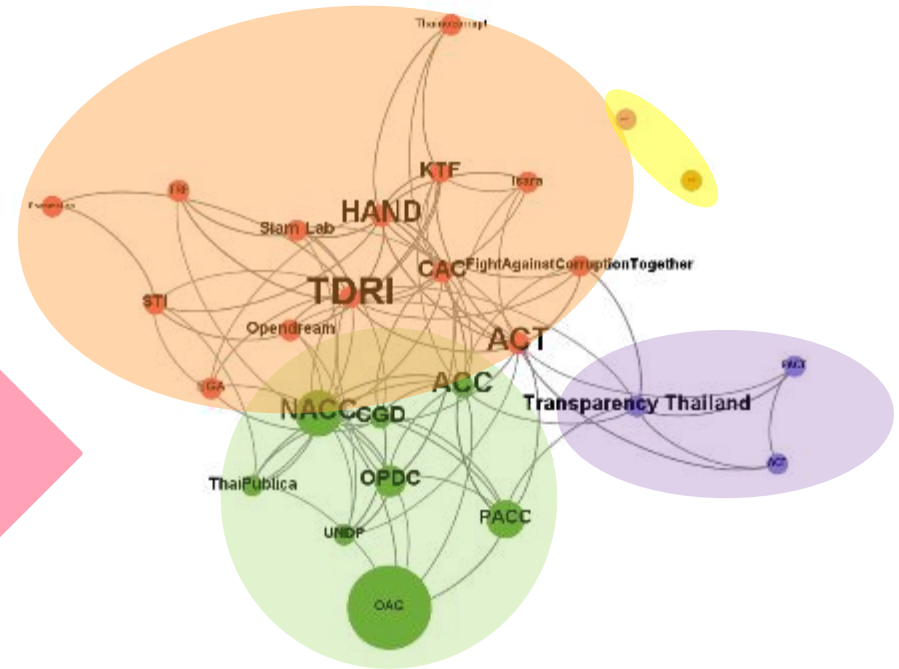 KTF
Isara
HAND
Siam Lab
CAC
FightAgainstCorruptionTogether
TDRI
STI
Opendream
ACT
ACC
NACC
CGD
Transparency Thailand
OPDC
ThaiPublica
PACC
UNDP
OAG